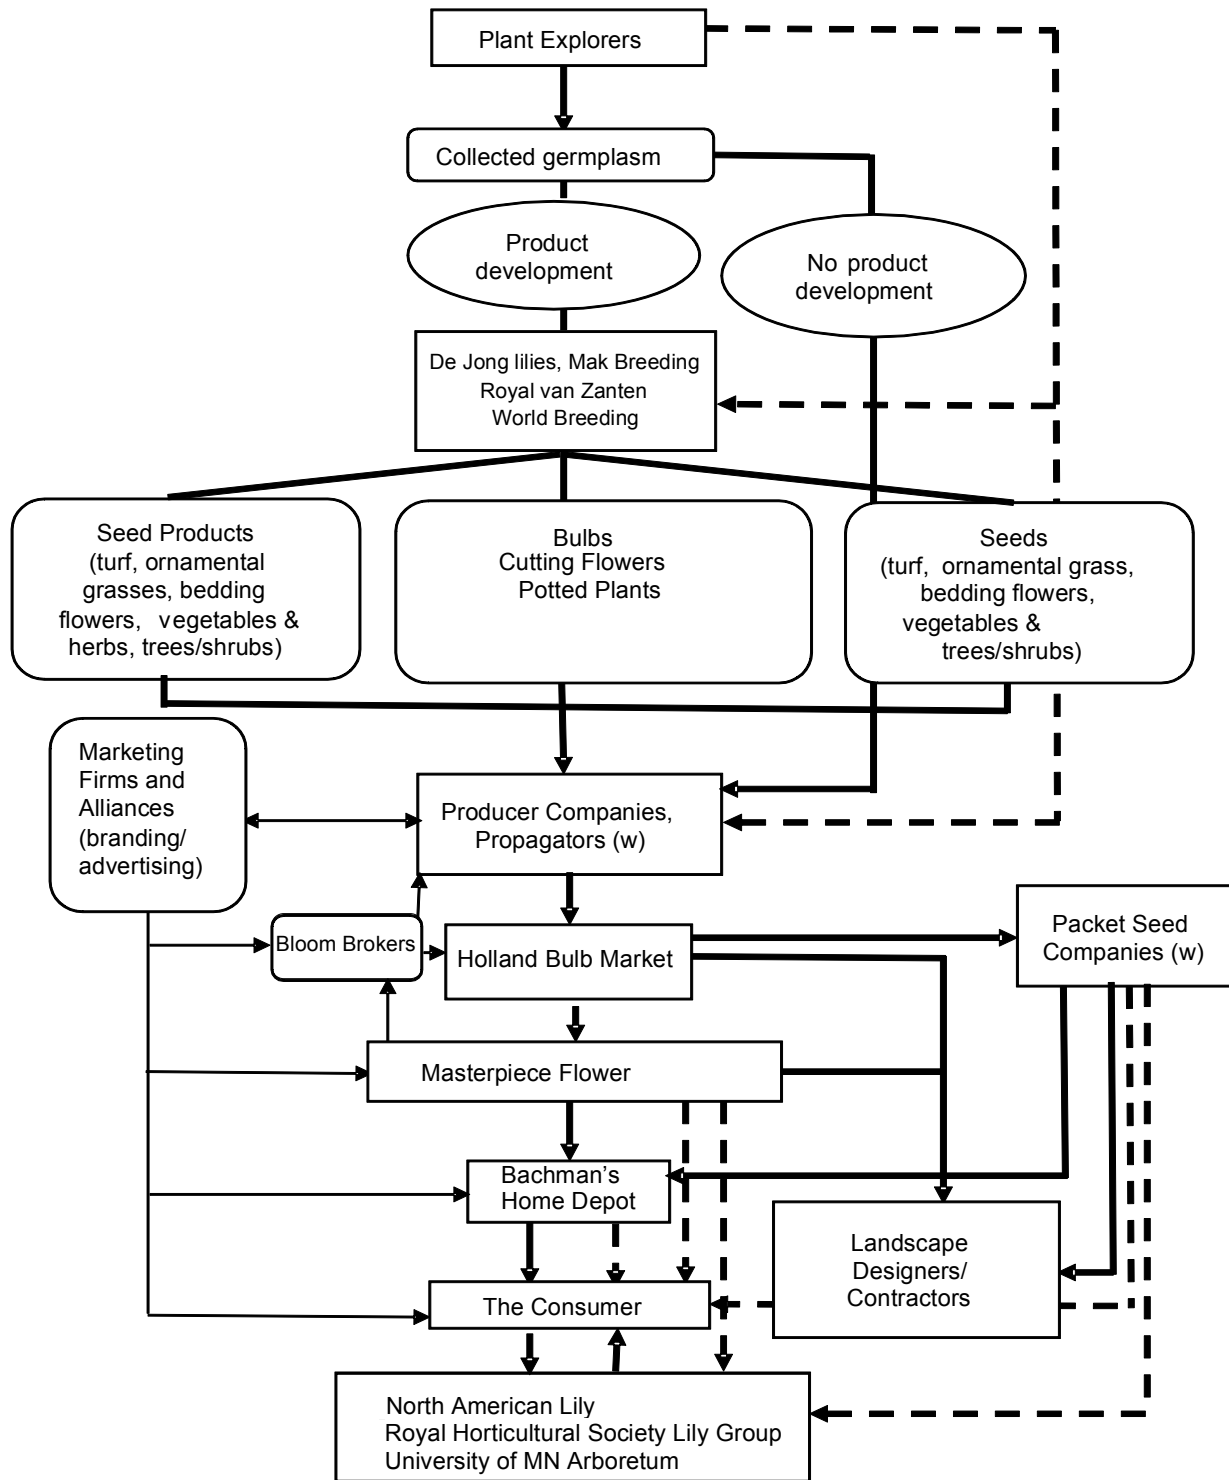 Plant Explorers
Collected germplasm
Product
development
No product
development
De Jong lilies, Mak Breeding
Royal van Zanten
World Breeding
Seed Products
(turf, ornamental
grasses, bedding
flowers, vegetables &
herbs, trees/shrubs)
Bulbs
Cutting Flowers
Potted Plants
Seeds
(turf, ornamental grass,
bedding flowers,
vegetables &
trees/shrubs)
Marketing
Firms and
Alliances
(branding/
advertising)
Producer Companies,
Propagators (w)
Bloom Brokers
Holland Bulb Market
Packet Seed
Companies (w)
Masterpiece Flower
Bachman’s
Home Depot
Landscape
Designers/
Contractors
The Consumer
North American Lily
Royal Horticultural Society Lily Group
University of MN Arboretum